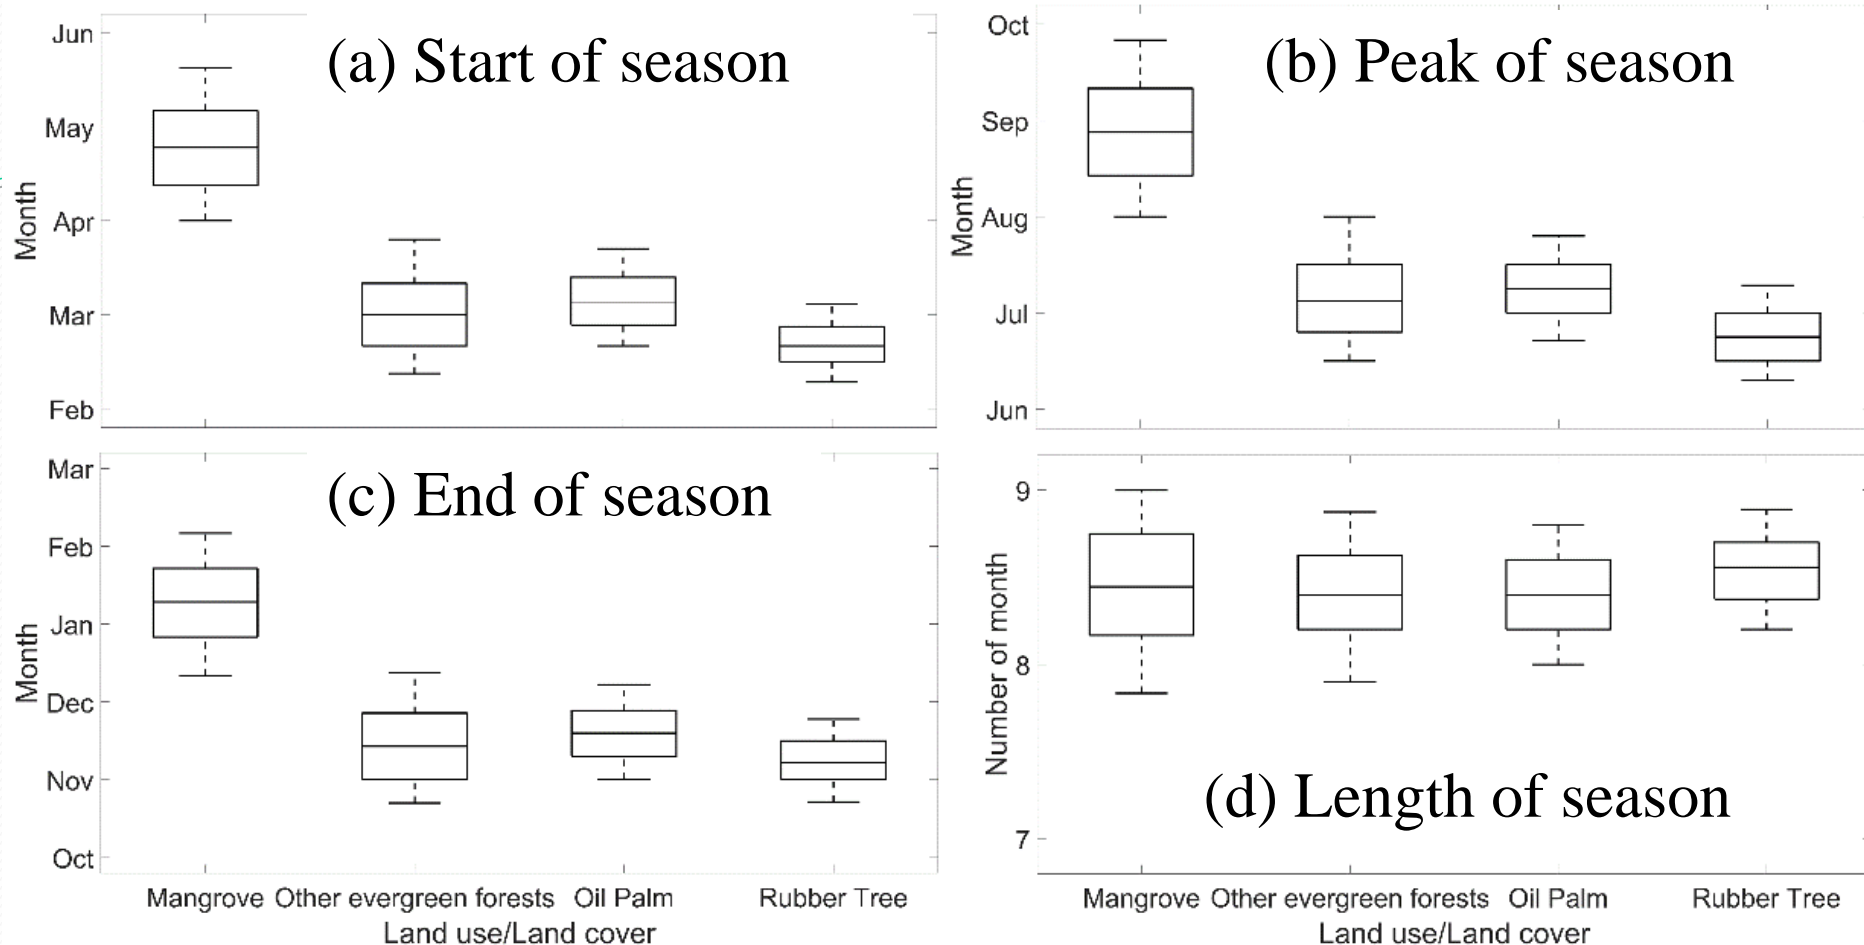 (a) Start of season
Jun
May
Apr
Mar
Feb
Month
(b) Peak of season
Oct
Sep
Aug
Jul
Jun
Month
(c) End of season
Mar
Feb
Jan
Dec
Nov
Oct
Month
Mangrove Other evergreen forests Oil Palm Rubber Tree
Land use/Land cover
9
8
7
Number of month
(d) Length of season
Mangrove Other evergreen forests Oil Palm Rubber Tree
Land use/Land cover